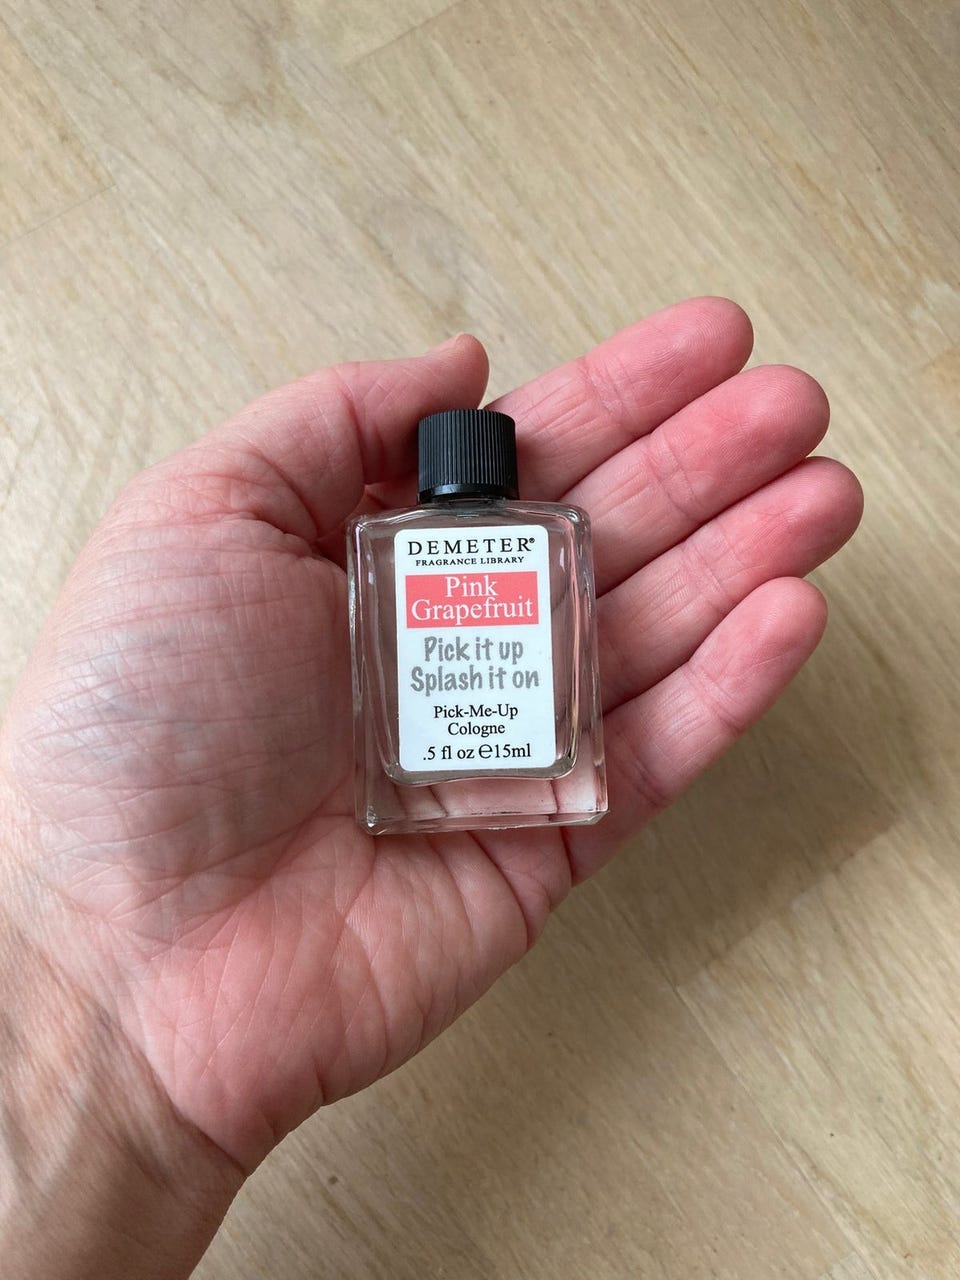 DEMETER®
FRAGRANCE LIBRARY
Pink
Grapefruit
Pick it up
Splash it on
Pick-Me-Up
Cologne
.5 fl oz ℮15ml